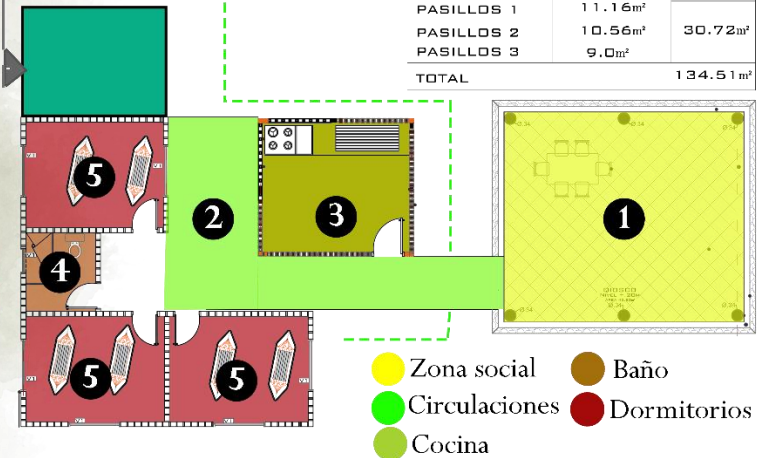 PASILLOS 1 11.16m²
PASILLOS 2 10.56m² 30.72m²
PASILLOS 3 9.0m²
TOTAL 134.51m²
5
2
3
1
4
5
5
KIOSCO
Zona social
Baño
Circulaciones
Dormitorios
Cocina